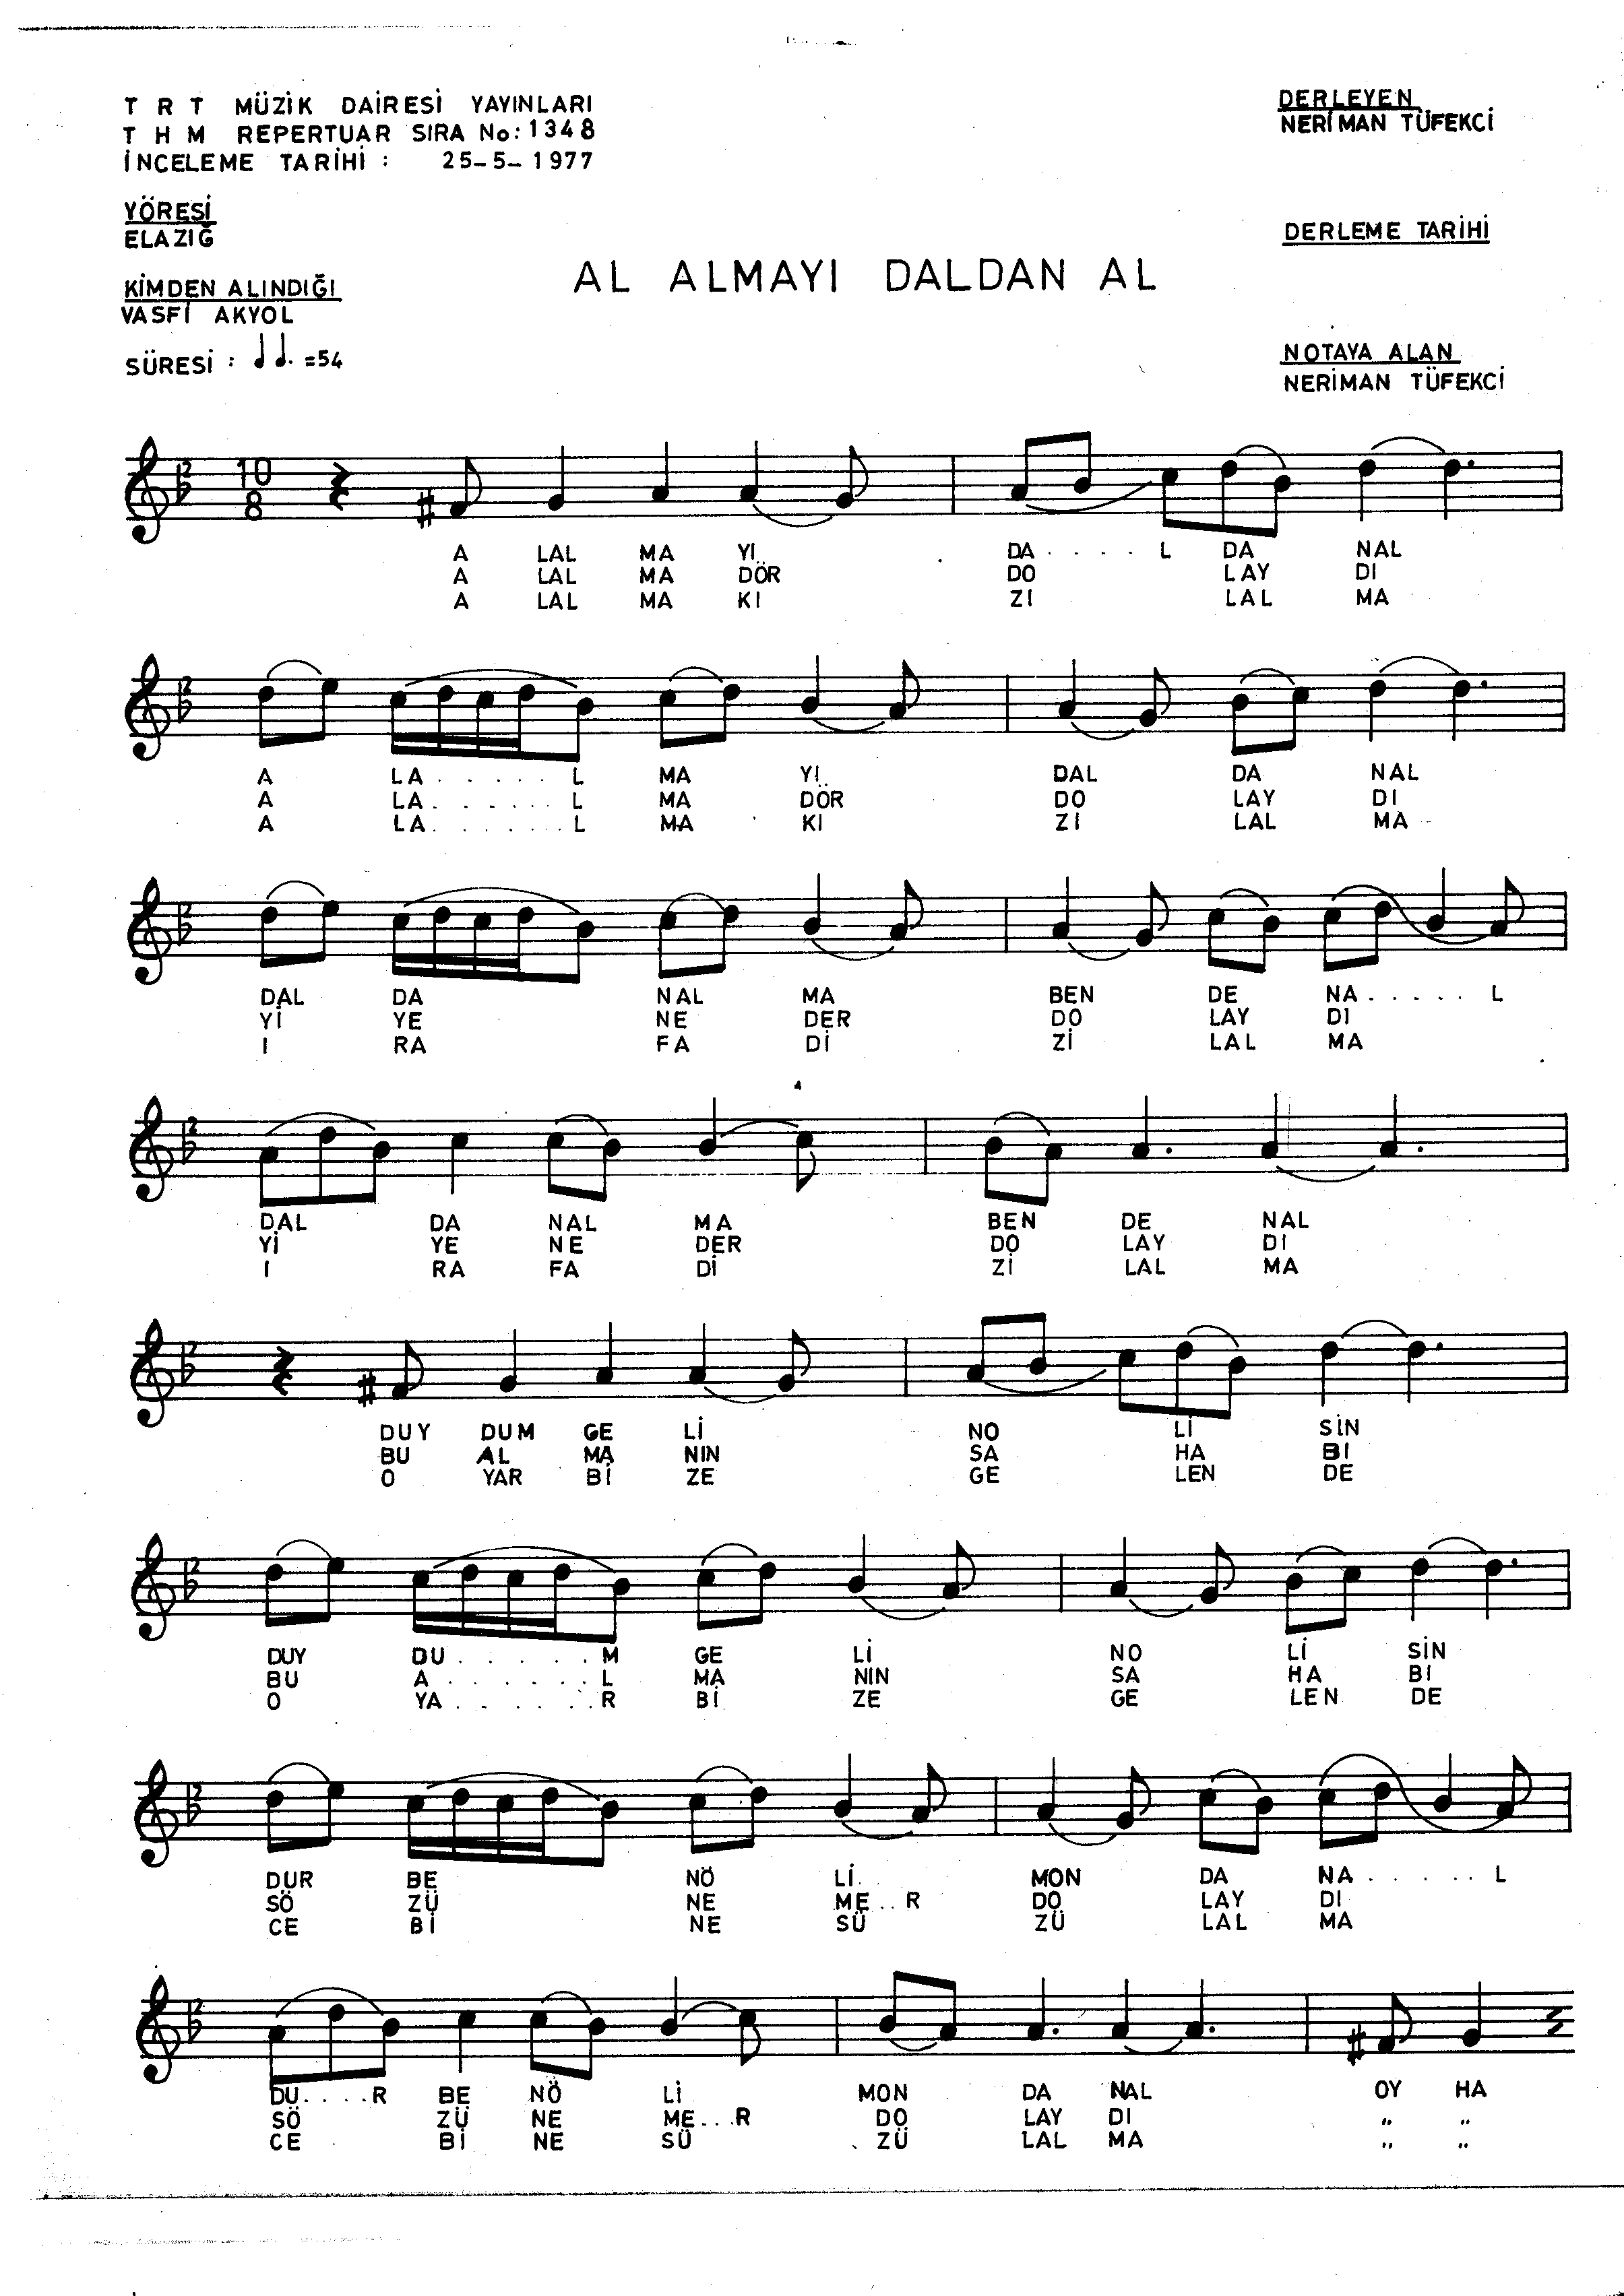 T R T MÜZİK DAİRESİ YAYINLARI
T H M REPERTUAR SIRA No: 1348
İNCELEME TARİHİ : 25-5-1977
DERLEYEN
NERİMAN TÜFEKCİ
YÖRESİ
ELAZIĞ
DERLEME TARİHİ
KİMDEN ALINDIĞI
VASFİ AKYOL
AL ALMAYI DALDAN AL
SÜRESİ : =54
NOTAYA ALAN
NERİMAN TÜFEKCİ
10
8
A LAL MA YI DA . . . . L DA NAL
A LAL MA DÖR DO LAY DI
A LAL MA KI ZI LAL MA
A LA . . . . . L MA YI DAL DA NAL
A LA . . . . . . L MA DÖR DO LAY DI
A LA . . . . . . . L MA KI ZI LAL MA
DAL DA NAL MA BEN DE NA . . . . . L
Yİ YE NE DER DO LAY DI
I RA FA Dİ Zİ LAL MA
DAL DA NAL MA BEN DE NAL
Yİ YE NE DER DO LAY DI
I RA FA Dİ Zİ LAL MA
DUY DUM GE Lİ NO Lİ SİN
BU AL MA NIN SA HA BI
O YAR Bİ ZE GE LEN DE
DUY DU . . . . . M GE Lİ NO Lİ SİN
BU A . . . . . . L MA NIN SA HA BI
O YA . . . . . . R Bİ ZE GE LEN DE
DUR BE NÖ Lİ MON DA NA . . . . . L
SÖ ZÜ NE ME . . R DO LAY DI
CE Bİ NE SÜ ZÜ LAL MA
DU . . . . R BE NÖ Lİ MON DA NAL OY HA
SÖ ZÜ NE ME . . . R DO LAY DI " "
CE Bİ NE SÜ ZÜ LAL MA " "